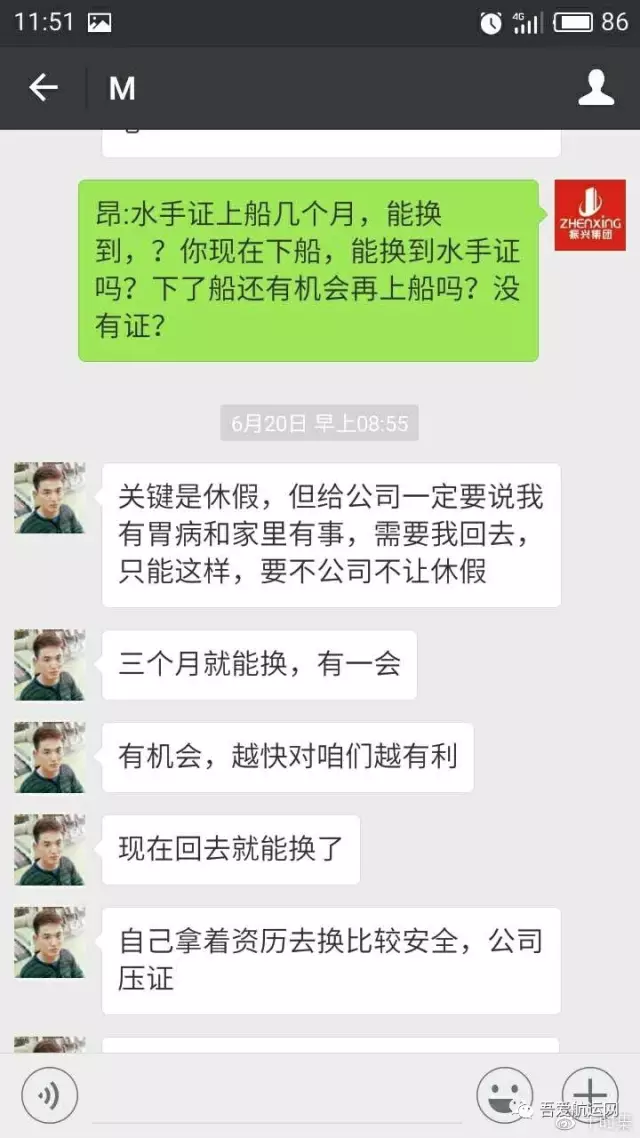 11:51
4G
86
M
昂:水手证上船几个月，能换
到，？你现在下船，能换到水手证
吗？下了船还有机会再上船吗？没
有证？
ZHENXING
振兴集团
6月20日 早上08:55
关键是休假，但给公司一定要说我
有胃病和家里有事，需要我回去，
只能这样，要不公司不让休假
三个月就能换，有一会
有机会，越快对咱们越有利
现在回去就能换了
自己拿着资历去换比较安全，公司
压证
吾爱航运网